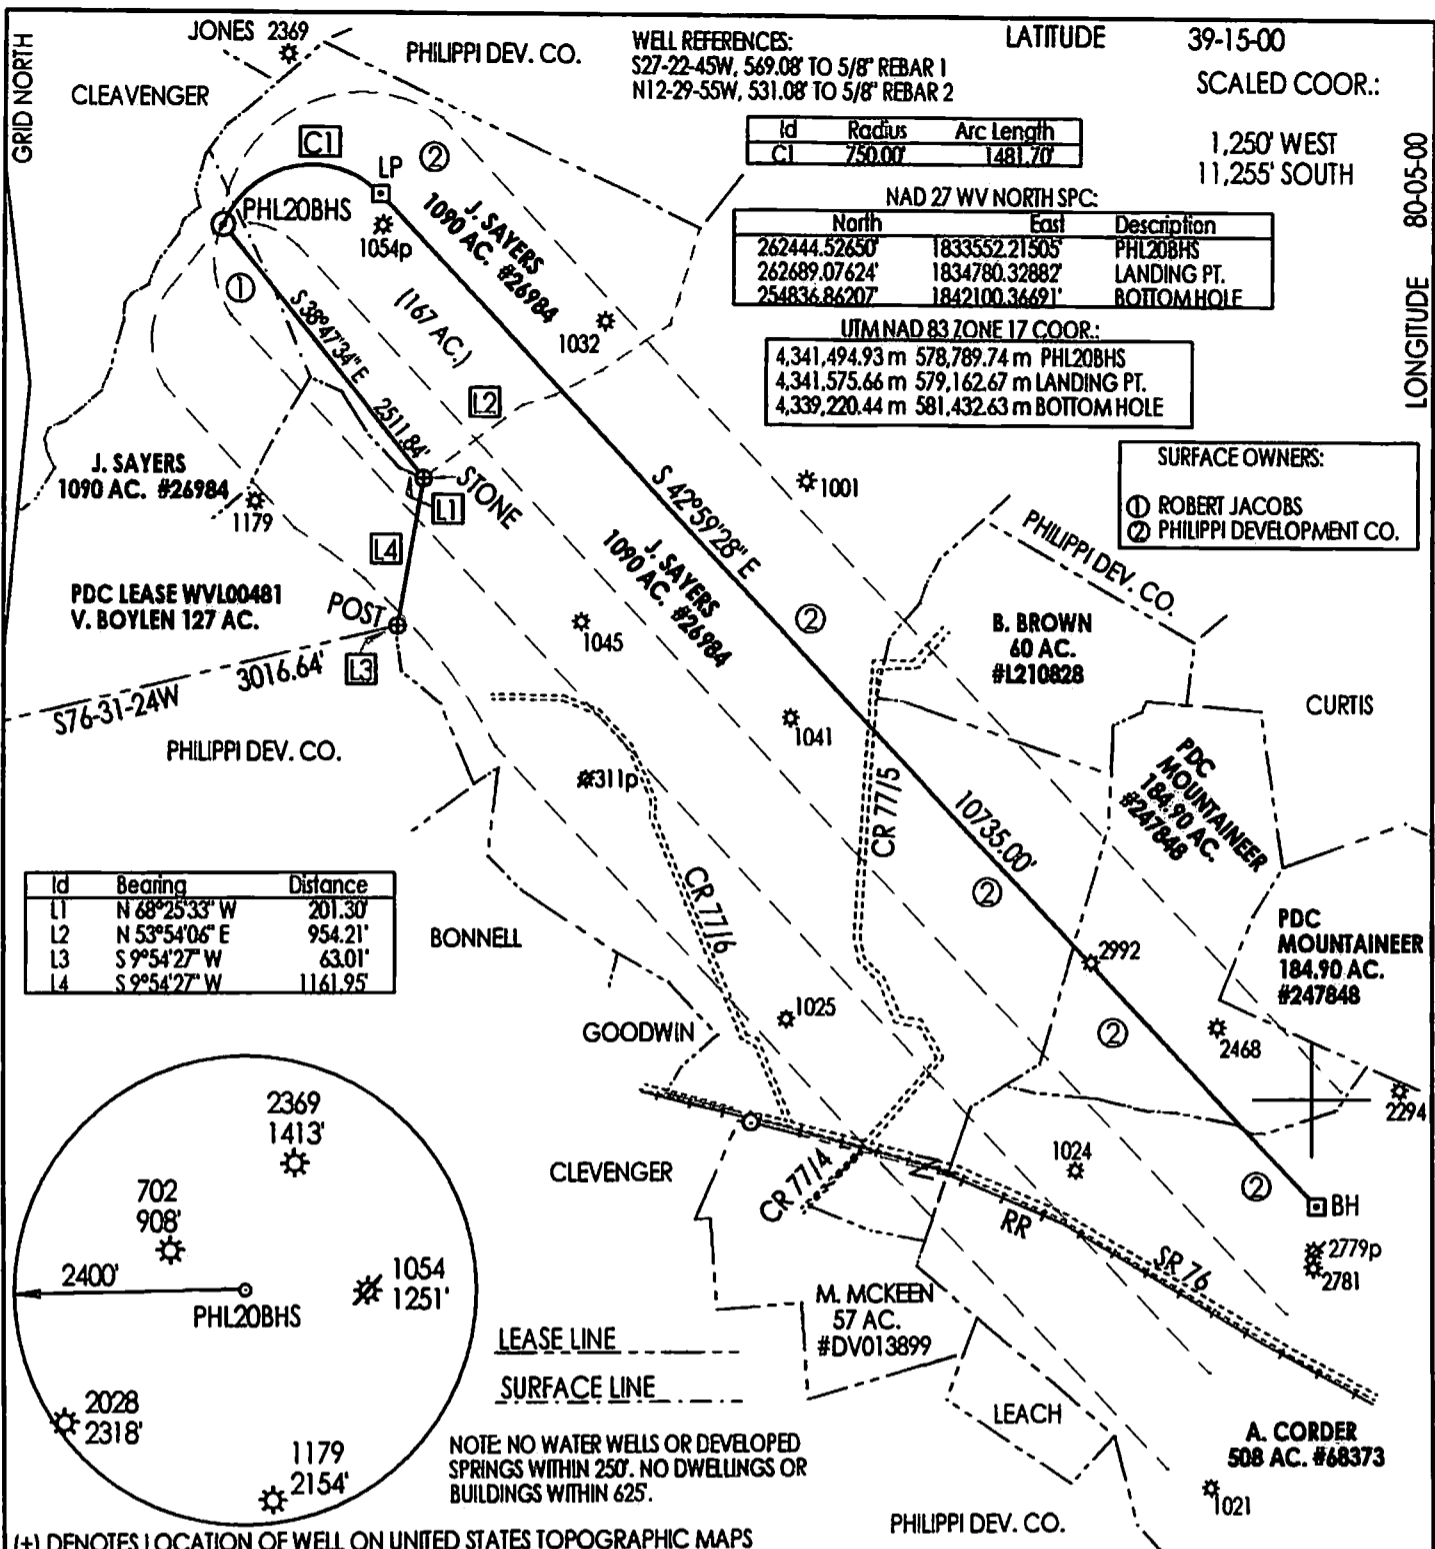 GRID NORTH
JONES 2369
PHILIPPI DEV. CO.
CLEAVENGER
WELL REFERENCES:
S27-22-45W, 569.08' TO 5/8" REBAR 1
N12-29-55W, 531.08' TO 5/8" REBAR 2
LATITUDE 39-15-00
SCALED COOR.:
1,250' WEST
11,255' SOUTH
LONGITUDE 80-05-00
Id Radius Arc Length
C1 750.00' 1481.70'
NAD 27 WV NORTH SPC:
North East Description
262444.52650' 1833552.21505' PHL20BHS
262689.07624' 1834780.32882' LANDING PT.
254836.86207' 1842100.36691' BOTTOM HOLE
UTM NAD 83 ZONE 17 COOR.:
4,341,494.93 m 578,789.74 m PHL20BHS
4,341,575.66 m 579,162.67 m LANDING PT.
4,339,220.44 m 581,432.63 m BOTTOM HOLE
SURFACE OWNERS:
① ROBERT JACOBS
② PHILIPPI DEVELOPMENT CO.
C1
LP
②
PHL20BHS
1054p
J. SAYERS
1090 AC. #26984
(167 AC.)
1032
①
S 38°47'34" E
2511.84'
L2
J. SAYERS
1090 AC. #26984
1179
STONE
L1
L4
1001
S 42°59'28" E
J. SAYERS
1090 AC. #26984
PHILIPPI DEV. CO.
PDC LEASE WVL00481
V. BOYLEN 127 AC.
POST
L3
3016.64'
S76-31-24W
1045
②
B. BROWN
60 AC.
#L210828
CURTIS
PHILIPPI DEV. CO.
1041
311p
CR 77/5
10735.00'
PDC
MOUNTAINEER
184.90 AC.
#247848
Id Bearing Distance
L1 N 68°25'33" W 201.30'
L2 N 53°54'06" E 954.21'
L3 S 9°54'27" W 63.01'
L4 S 9°54'27" W 1161.95'
BONNELL
CR 77/6
②
2992
PDC
MOUNTAINEER
184.90 AC.
#247848
1025
GOODWIN
②
2468
2294
2369
1413'
702
908'
2400'
PHL20BHS
1054
1251'
2028
2318'
1179
2154'
CLEVENGER
CR 77/4
1024
②
BH
RR
SR 76
2779p
2781
M. MCKEEN
57 AC.
#DV013899
LEASE LINE
SURFACE LINE
LEACH
A. CORDER
508 AC. #68373
NOTE: NO WATER WELLS OR DEVELOPED
SPRINGS WITHIN 250'. NO DWELLINGS OR
BUILDINGS WITHIN 625'.
1021
PHILIPPI DEV. CO.
(+) DENOTES LOCATION OF WELL ON UNITED STATES TOPOGRAPHIC MAPS